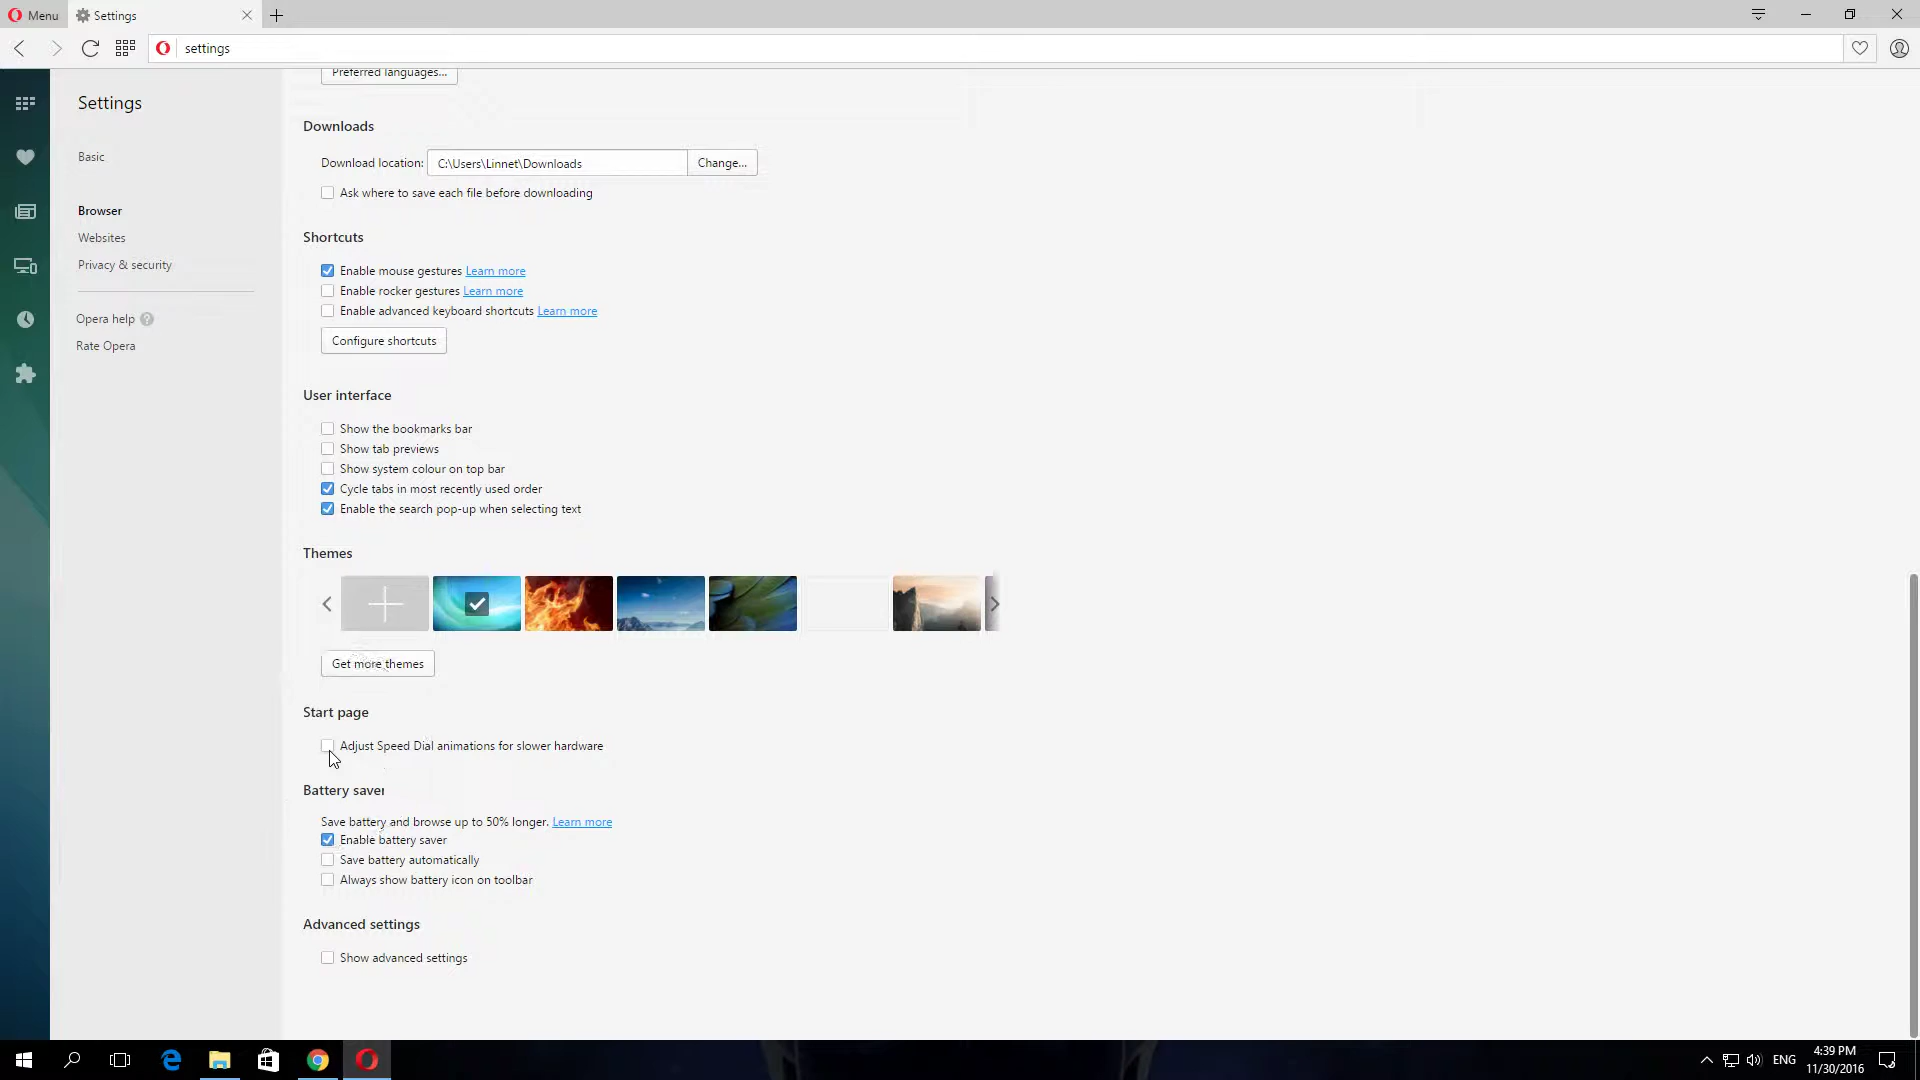 Menu
Settings
settings
Settings
Basic
Browser
Websites
Privacy & security
Opera help ?
Rate Opera
Preferred languages...
Downloads
Download location: C:\Users\Linnet\Downloads Change...
Ask where to save each file before downloading
Shortcuts
Enable mouse gestures Learn more
Enable rocker gestures Learn more
Enable advanced keyboard shortcuts Learn more
Configure shortcuts
User interface
Show the bookmarks bar
Show tab previews
Show system colour on top bar
Cycle tabs in most recently used order
Enable the search pop-up when selecting text
Themes
Get more themes
Start page
Adjust Speed Dial animations for slower hardware
Battery saver
Save battery and browse up to 50% longer. Learn more
Enable battery saver
Save battery automatically
Always show battery icon on toolbar
Advanced settings
Show advanced settings
ENG
4:39 PM
11/30/2016